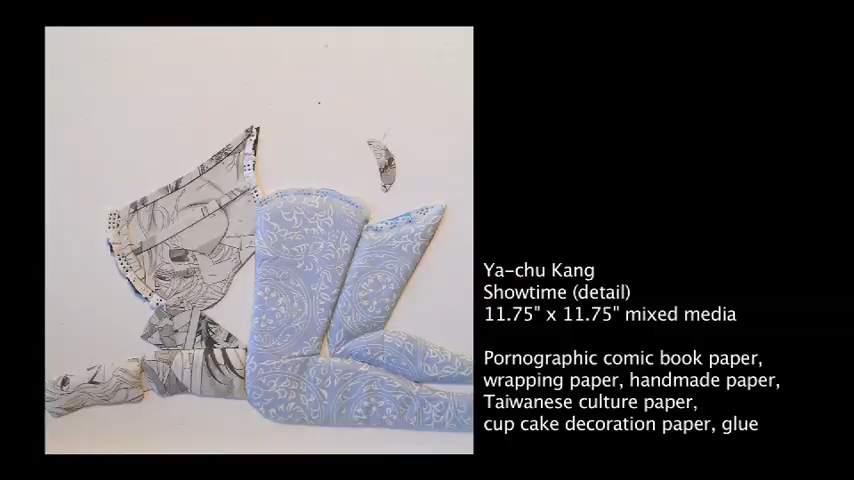 Ya-chu Kang
Showtime (detail)
11.75" x 11.75" mixed media
Pornographic comic book paper,
wrapping paper, handmade paper,
Taiwanese culture paper,
cup cake decoration paper, glue